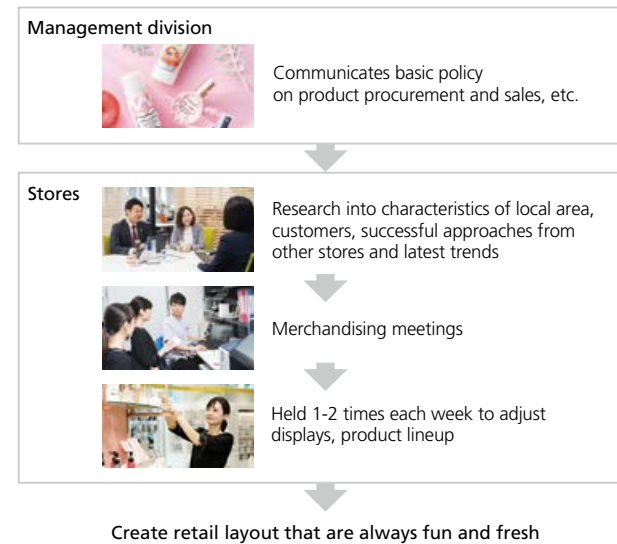 Management division
Communicates basic policy
on product procurement and sales, etc.
Stores
Research into characteristics of local area,
customers, successful approaches from
other stores and latest trends
Merchandising meetings
Held 1-2 times each week to adjust
displays, product lineup
Create retail layout that are always fun and fresh